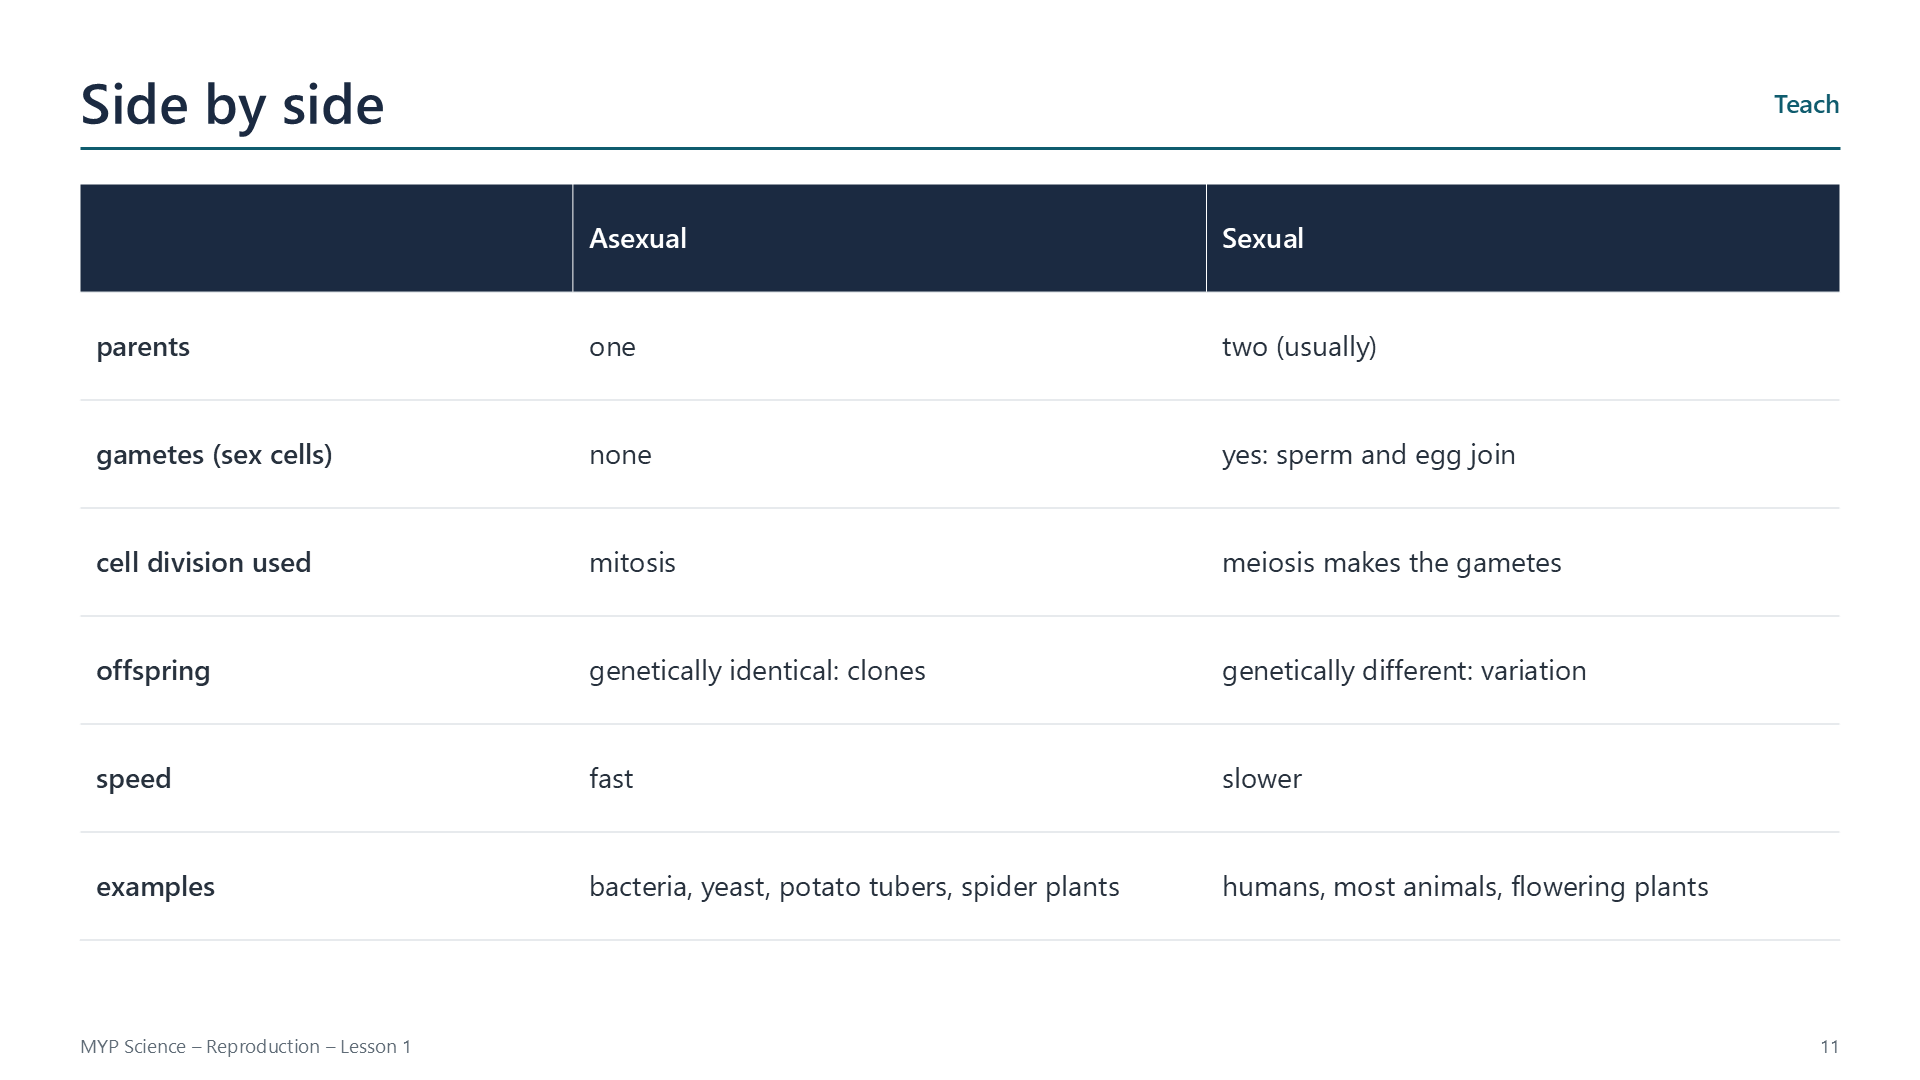 Side by side
Teach
Asexual Sexual
parents one two (usually)
gametes (sex cells) none yes: sperm and egg join
cell division used mitosis meiosis makes the gametes
offspring genetically identical: clones genetically different: variation
speed fast slower
examples bacteria, yeast, potato tubers, spider plants humans, most animals, flowering plants
MYP Science – Reproduction – Lesson 1
11